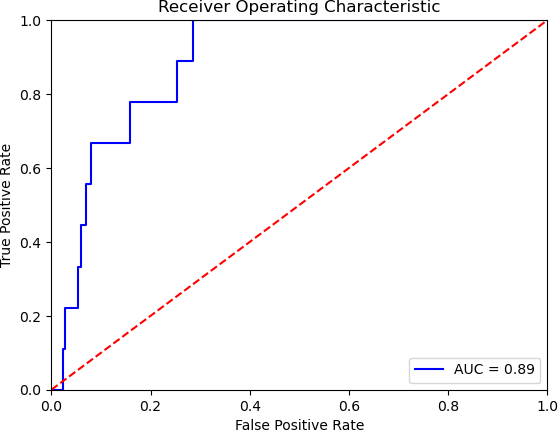 Receiver Operating Characteristic
1.0
0.8
0.6
0.4
0.2
0.0
True Positive Rate
AUC = 0.89
0.0 0.2 0.4 0.6 0.8 1.0
False Positive Rate